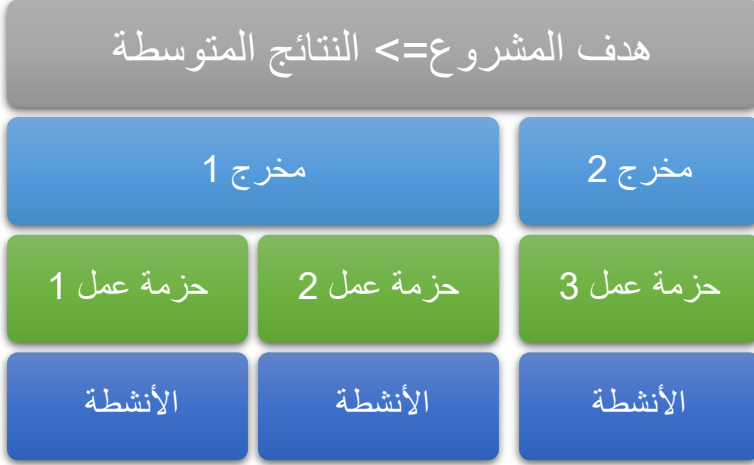 هدف المشروع=> النتائج المتوسطة
مخرج 1
مخرج 2
حزمة عمل 1
حزمة عمل 2
حزمة عمل 3
الأنشطة
الأنشطة
الأنشطة